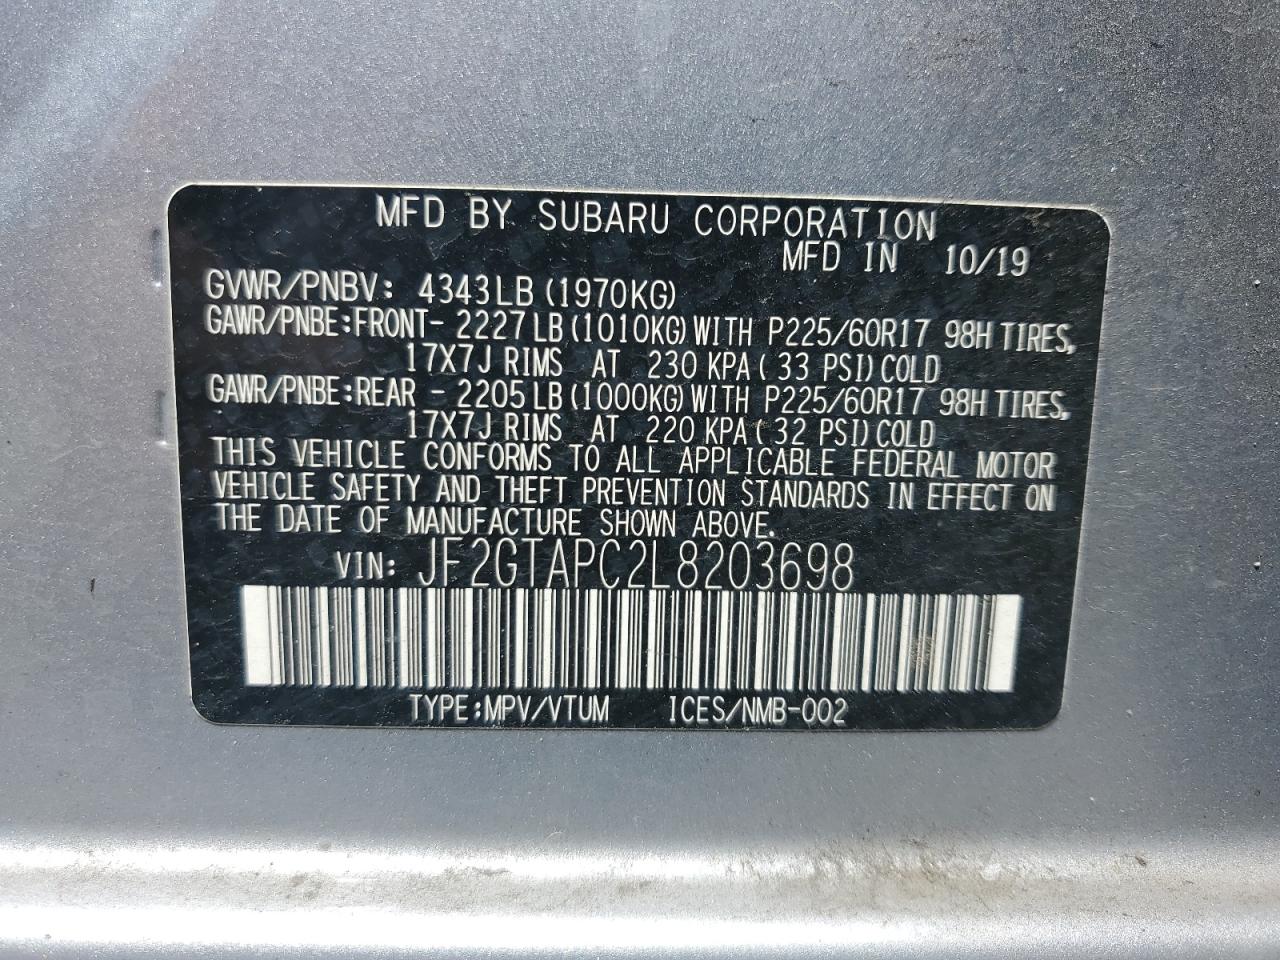 MFD BY SUBARU CORPORATION
MFD IN 10/19
GVWR/PNBV: 4343LB (1970KG)
GAWR/PNBE:FRONT- 2227LB(1010KG)WITH P225/60R17 98H TIRES,
17X7J RIMS AT 230 KPA(33 PSI)COLD
GAWR/PNBE:REAR - 2205LB(1000KG)WITH P225/60R17 98H TIRES,
17X7J RIMS AT 220 KPA(32 PSI)COLD
THIS VEHICLE CONFORMS TO ALL APPLICABLE FEDERAL MOTOR
VEHICLE SAFETY AND THEFT PREVENTION STANDARDS IN EFFECT ON
THE DATE OF MANUFACTURE SHOWN ABOVE.
VIN: JF2GTAPC2L8203698
TYPE:MPV/VTUM ICES/NMB-002